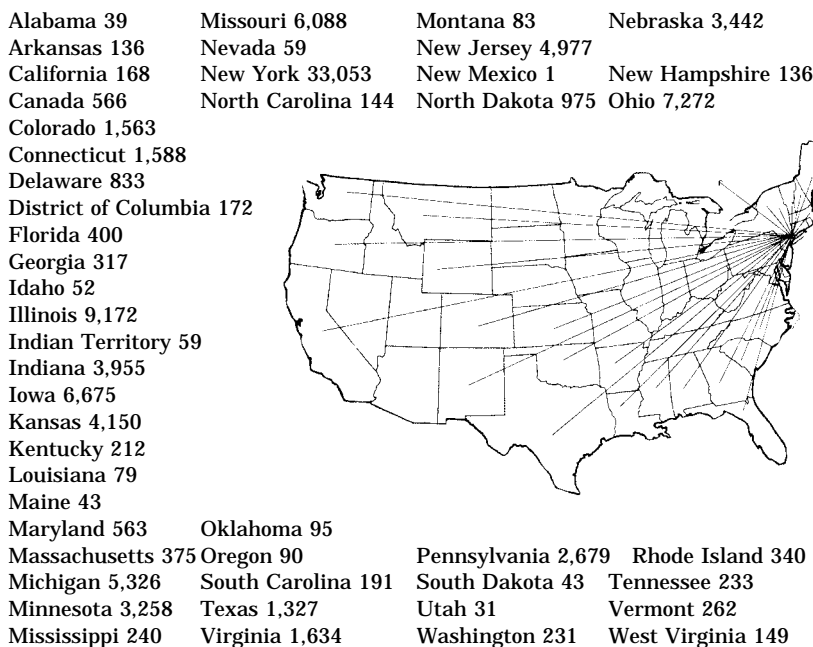 Alabama 39 Missouri 6,088 Montana 83 Nebraska 3,442
Arkansas 136 Nevada 59 New Jersey 4,977
California 168 New York 33,053 New Mexico 1 New Hampshire 136
Canada 566 North Carolina 144 North Dakota 975 Ohio 7,272
Colorado 1,563
Connecticut 1,588
Delaware 833
District of Columbia 172
Florida 400
Georgia 317
Idaho 52
Illinois 9,172
Indian Territory 59
Indiana 3,955
Iowa 6,675
Kansas 4,150
Kentucky 212
Louisiana 79
Maine 43
Maryland 563 Oklahoma 95
Massachusetts 375 Oregon 90 Pennsylvania 2,679 Rhode Island 340
Michigan 5,326 South Carolina 191 South Dakota 43 Tennessee 233
Minnesota 3,258 Texas 1,327 Utah 31 Vermont 262
Mississippi 240 Virginia 1,634 Washington 231 West Virginia 149